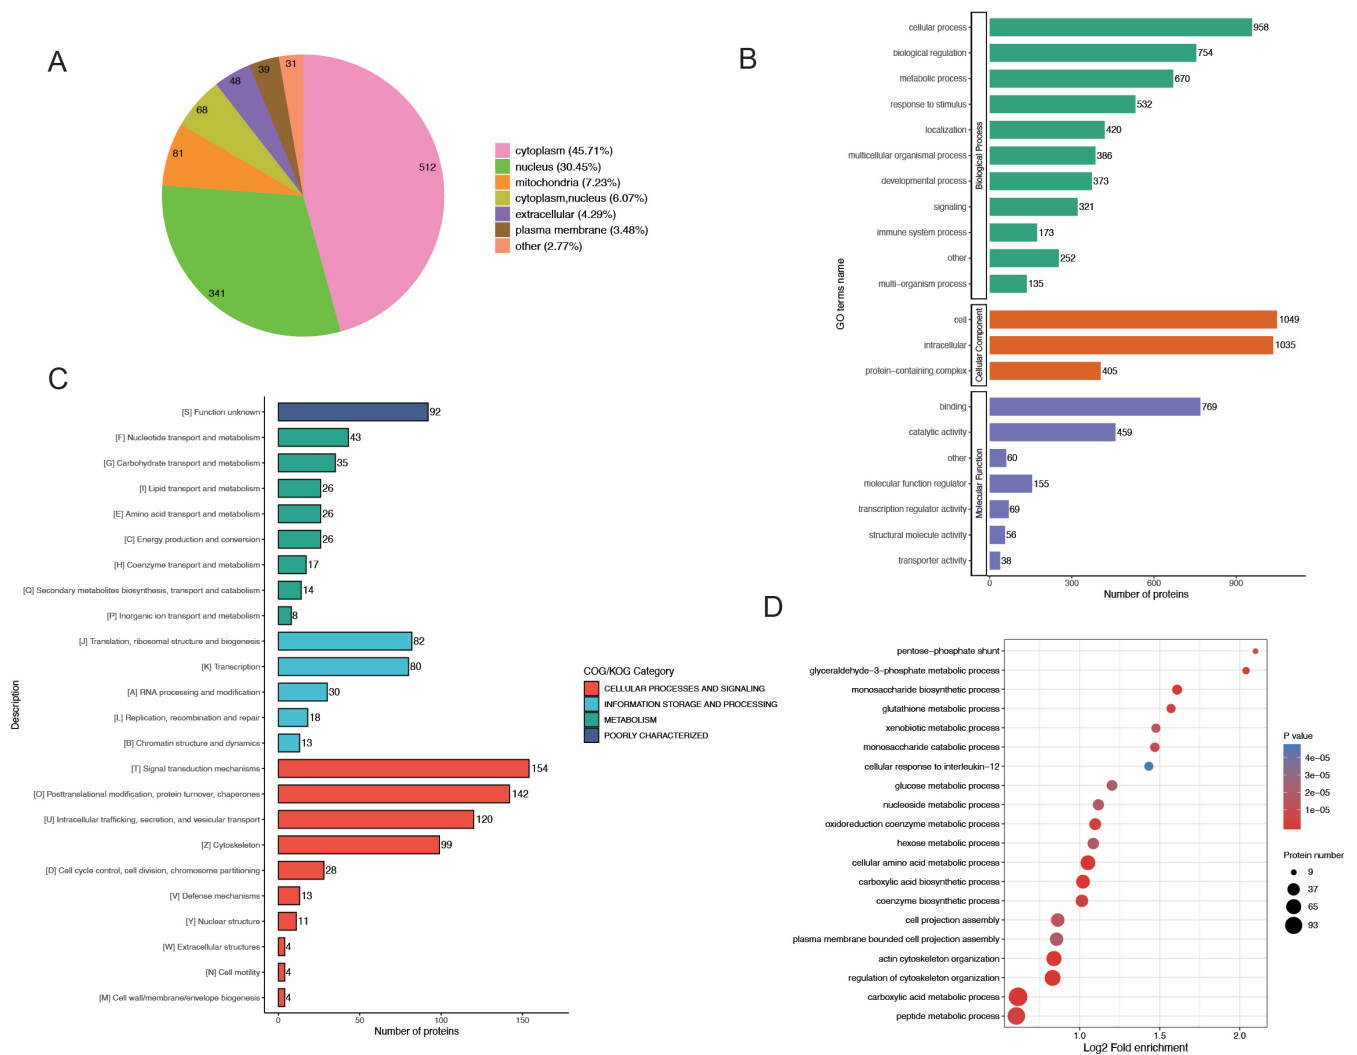 A
31
39
48
68
81
512
341
cytoplasm (45.71%)
nucleus (30.45%)
mitochondria (7.23%)
cytoplasm,nucleus (6.07%)
extracellular (4.29%)
plasma membrane (3.48%)
other (2.77%)
B
GO terms name
Biological Process
cellular process 958
biological regulation 754
metabolic process 670
response to stimulus 532
localization 420
multicellular organismal process 386
developmental process 373
signaling 321
immune system process 173
other 252
multi−organism process 135
Cellular Component
cell 1049
intracellular 1035
protein−containing complex 405
Molecular Function
binding 769
catalytic activity 459
other 60
molecular function regulator 155
transcription regulator activity 69
structural molecule activity 56
transporter activity 38
0 300 600 900
Number of proteins
C
Description
[S] Function unknown 92
[F] Nucleotide transport and metabolism 43
[G] Carbohydrate transport and metabolism 35
[I] Lipid transport and metabolism 26
[E] Amino acid transport and metabolism 26
[C] Energy production and conversion 26
[H] Coenzyme transport and metabolism 17
[Q] Secondary metabolites biosynthesis, transport and catabolism 14
[P] Inorganic ion transport and metabolism 8
[J] Translation, ribosomal structure and biogenesis 82
[K] Transcription 80
[A] RNA processing and modification 30
[L] Replication, recombination and repair 18
[B] Chromatin structure and dynamics 13
[T] Signal transduction mechanisms 154
[O] Posttranslational modification, protein turnover, chaperones 142
[U] Intracellular trafficking, secretion, and vesicular transport 120
[Z] Cytoskeleton 99
[D] Cell cycle control, cell division, chromosome partitioning 28
[V] Defense mechanisms 13
[Y] Nuclear structure 11
[W] Extracellular structures 4
[N] Cell motility 4
[M] Cell wall/membrane/envelope biogenesis 4
0 50 100 150
Number of proteins
COG/KOG Category
CELLULAR PROCESSES AND SIGNALING
INFORMATION STORAGE AND PROCESSING
METABOLISM
POORLY CHARACTERIZED
D
pentose−phosphate shunt
glyceraldehyde−3−phosphate metabolic process
monosaccharide biosynthetic process
glutathione metabolic process
xenobiotic metabolic process
monosaccharide catabolic process
cellular response to interleukin−12
glucose metabolic process
nucleoside metabolic process
oxidoreduction coenzyme metabolic process
hexose metabolic process
cellular amino acid metabolic process
carboxylic acid biosynthetic process
coenzyme biosynthetic process
cell projection assembly
plasma membrane bounded cell projection assembly
actin cytoskeleton organization
regulation of cytoskeleton organization
carboxylic acid metabolic process
peptide metabolic process
1.0 1.5 2.0
Log2 Fold enrichment
P value
4e−05
3e−05
2e−05
1e−05
Protein number
9
37
65
93